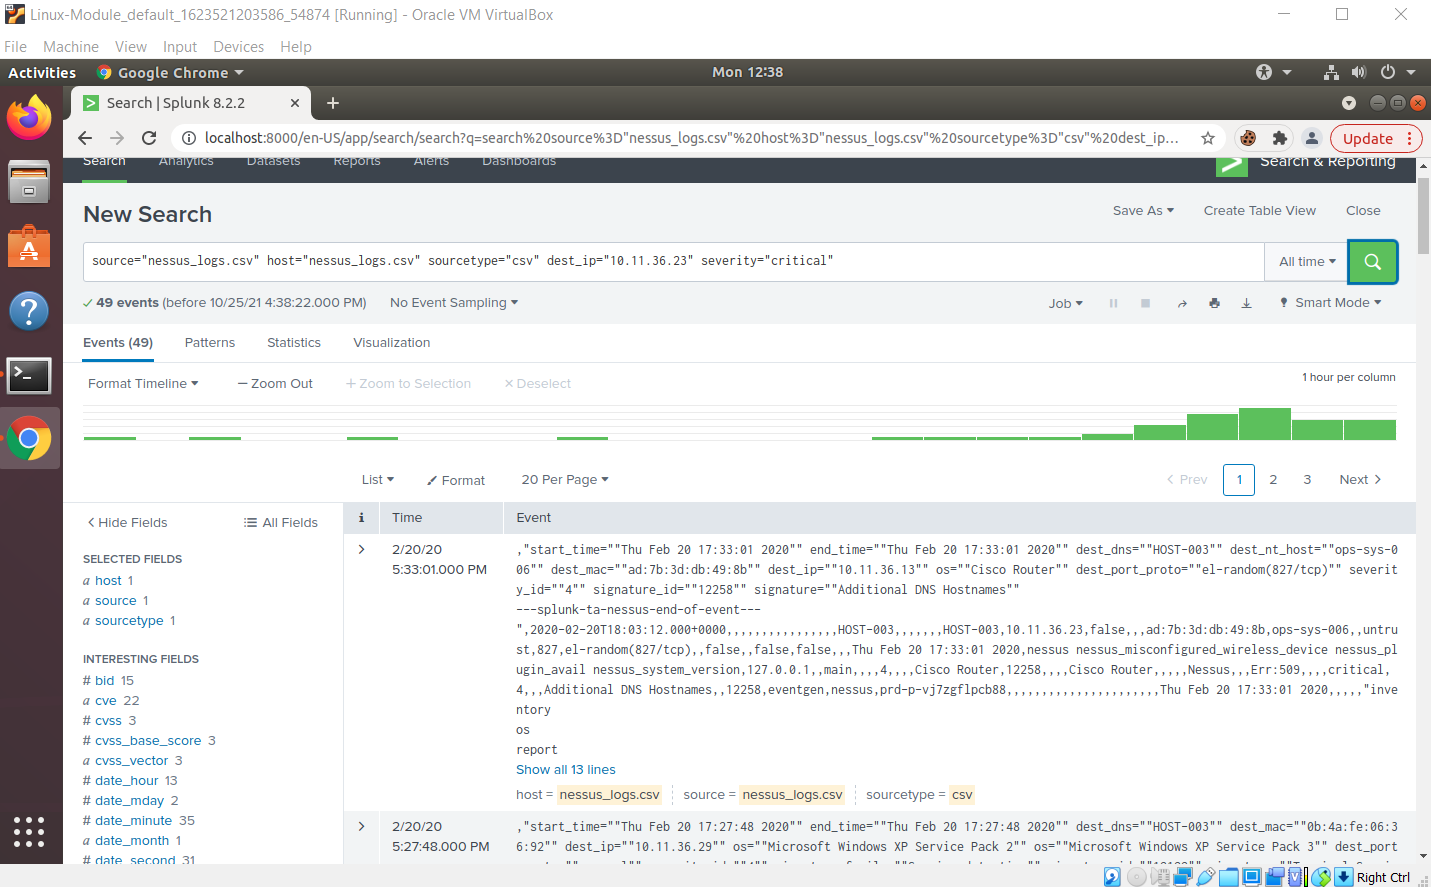 Linux-Module_default_1623521203586_54874 [Running] - Oracle VM VirtualBox
File Machine View Input Devices Help
Activities Google Chrome Mon 12:38
Search | Splunk 8.2.2
localhost:8000/en-US/app/search/search?q=search%20source%3D"nessus_logs.csv"%20host%3D"nessus_logs.csv"%20sourcetype%3D"csv"%20dest_ip... Update
Search Analytics Datasets Reports Alerts Dashboards Search & Reporting
New Search Save As Create Table View Close
source="nessus_logs.csv" host="nessus_logs.csv" sourcetype="csv" dest_ip="10.11.36.23" severity="critical" All time
49 events (before 10/25/21 4:38:22.000 PM) No Event Sampling Job Smart Mode
Events (49) Patterns Statistics Visualization
Format Timeline Zoom Out + Zoom to Selection × Deselect 1 hour per column
List Format 20 Per Page Prev 1 2 3 Next
Hide Fields All Fields i Time Event
SELECTED FIELDS
a host 1
a source 1
a sourcetype 1
INTERESTING FIELDS
# bid 15
a cve 22
# cvss 3
# cvss_base_score 3
a cvss_vector 3
# date_hour 13
# date_mday 2
# date_minute 35
a date_month 1
# date_second 31
2/20/20
5:33:01.000 PM
,"start_time=""Thu Feb 20 17:33:01 2020"" end_time=""Thu Feb 20 17:33:01 2020"" dest_dns=""HOST-003"" dest_nt_host=""ops-sys-0
06"" dest_mac=""ad:7b:3d:db:49:8b"" dest_ip=""10.11.36.13"" os=""Cisco Router"" dest_port_proto=""el-random(827/tcp)"" severit
y_id=""4"" signature_id=""12258"" signature=""Additional DNS Hostnames""
---splunk-ta-nessus-end-of-event---
",2020-02-20T18:03:12.000+0000,,,,,,,,,,,,,,,,HOST-003,,,,,,,HOST-003,10.11.36.23,false,,,ad:7b:3d:db:49:8b,ops-sys-006,,untru
st,827,el-random(827/tcp),,false,,false,false,,,Thu Feb 20 17:33:01 2020,nessus nessus_misconfigured_wireless_device nessus_pl
ugin_avail nessus_system_version,127.0.0.1,,main,,,,4,,,,Cisco Router,12258,,,,Cisco Router,,,,,Nessus,,,Err:509,,,,critical,
4,,,Additional DNS Hostnames,,12258,eventgen,nessus,prd-p-vj7zgflpcb88,,,,,,,,,,,,,,,,,,,,,,Thu Feb 20 17:33:01 2020,,,,,"inve
ntory
os
report
Show all 13 lines
host = nessus_logs.csv source = nessus_logs.csv sourcetype = csv
2/20/20
5:27:48.000 PM
,"start_time=""Thu Feb 20 17:27:48 2020"" end_time=""Thu Feb 20 17:27:48 2020"" dest_dns=""HOST-003"" dest_mac=""0b:4a:fe:06:3
6:92"" dest_ip=""10.11.36.29"" os=""Microsoft Windows XP Service Pack 2"" os=""Microsoft Windows XP Service Pack 3"" dest_port
Right Ctrl